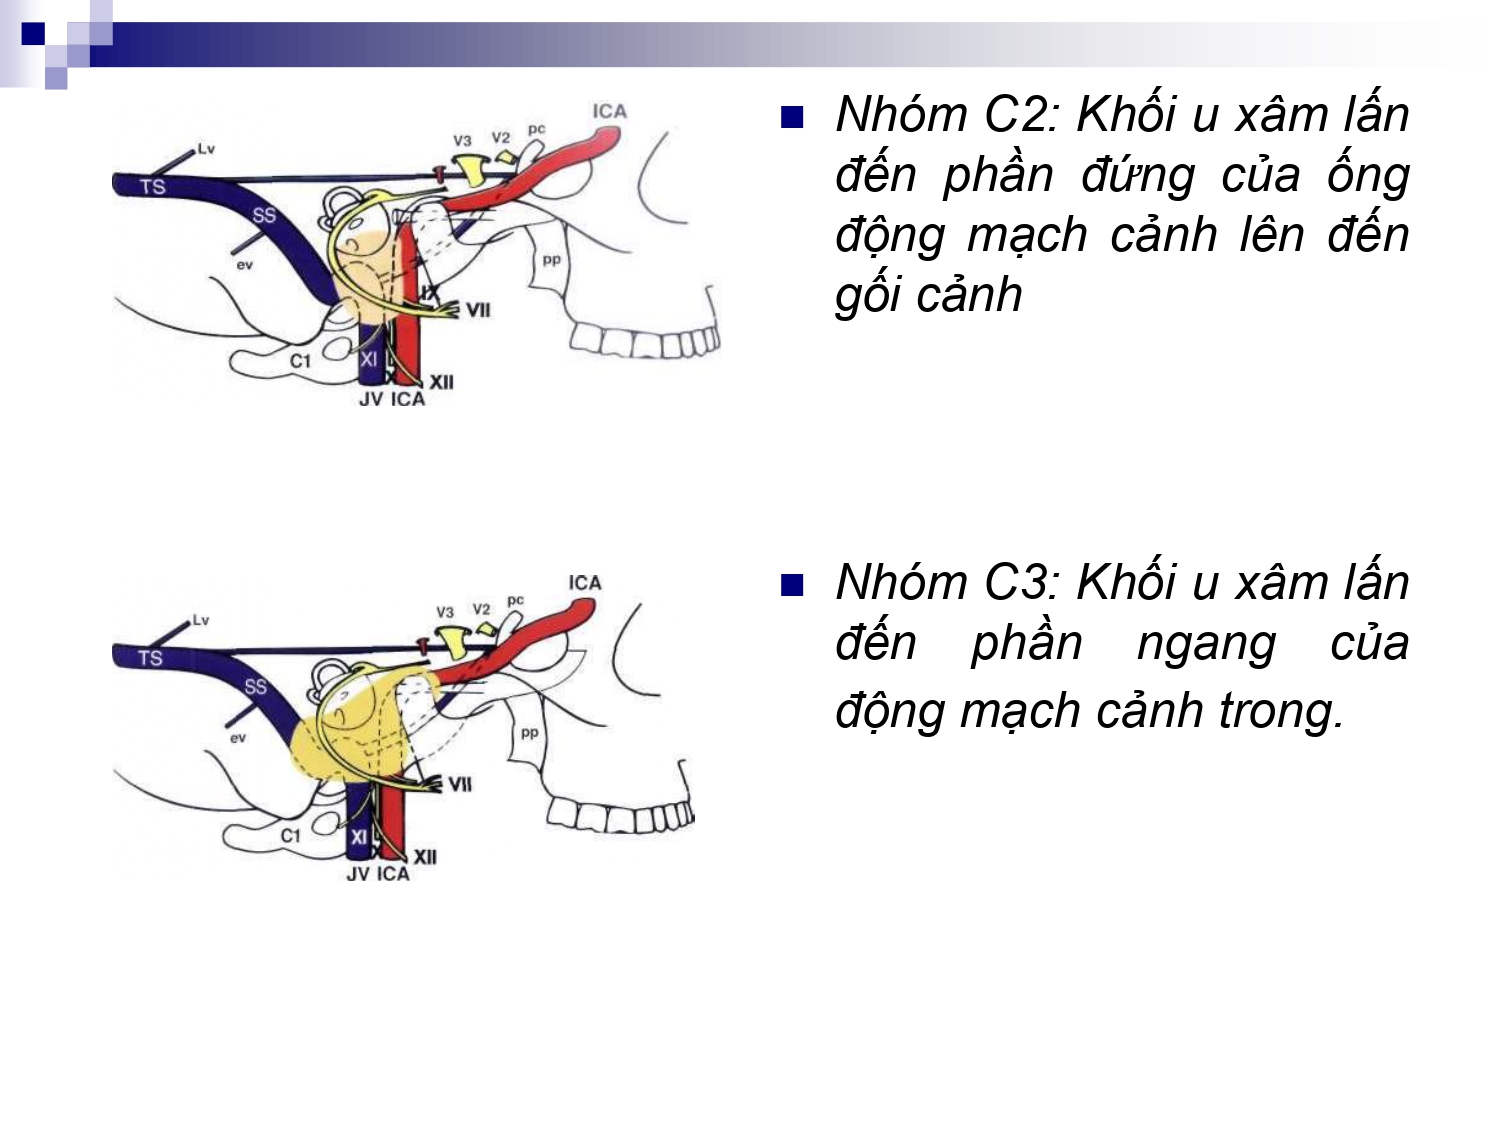 ICA
pc
V2
V3
Lv
TS
SS
ev
pp
IX
VII
C1
XI
X
XII
JV ICA
Nhóm C2: Khối u xâm lấn
đến phần đứng của ống
động mạch cảnh lên đến
gối cảnh
ICA
pc
V2
V3
Lv
TS
SS
ev
pp
VII
C1
XI
X
XII
JV ICA
Nhóm C3: Khối u xâm lấn
đến phần ngang của
động mạch cảnh trong.